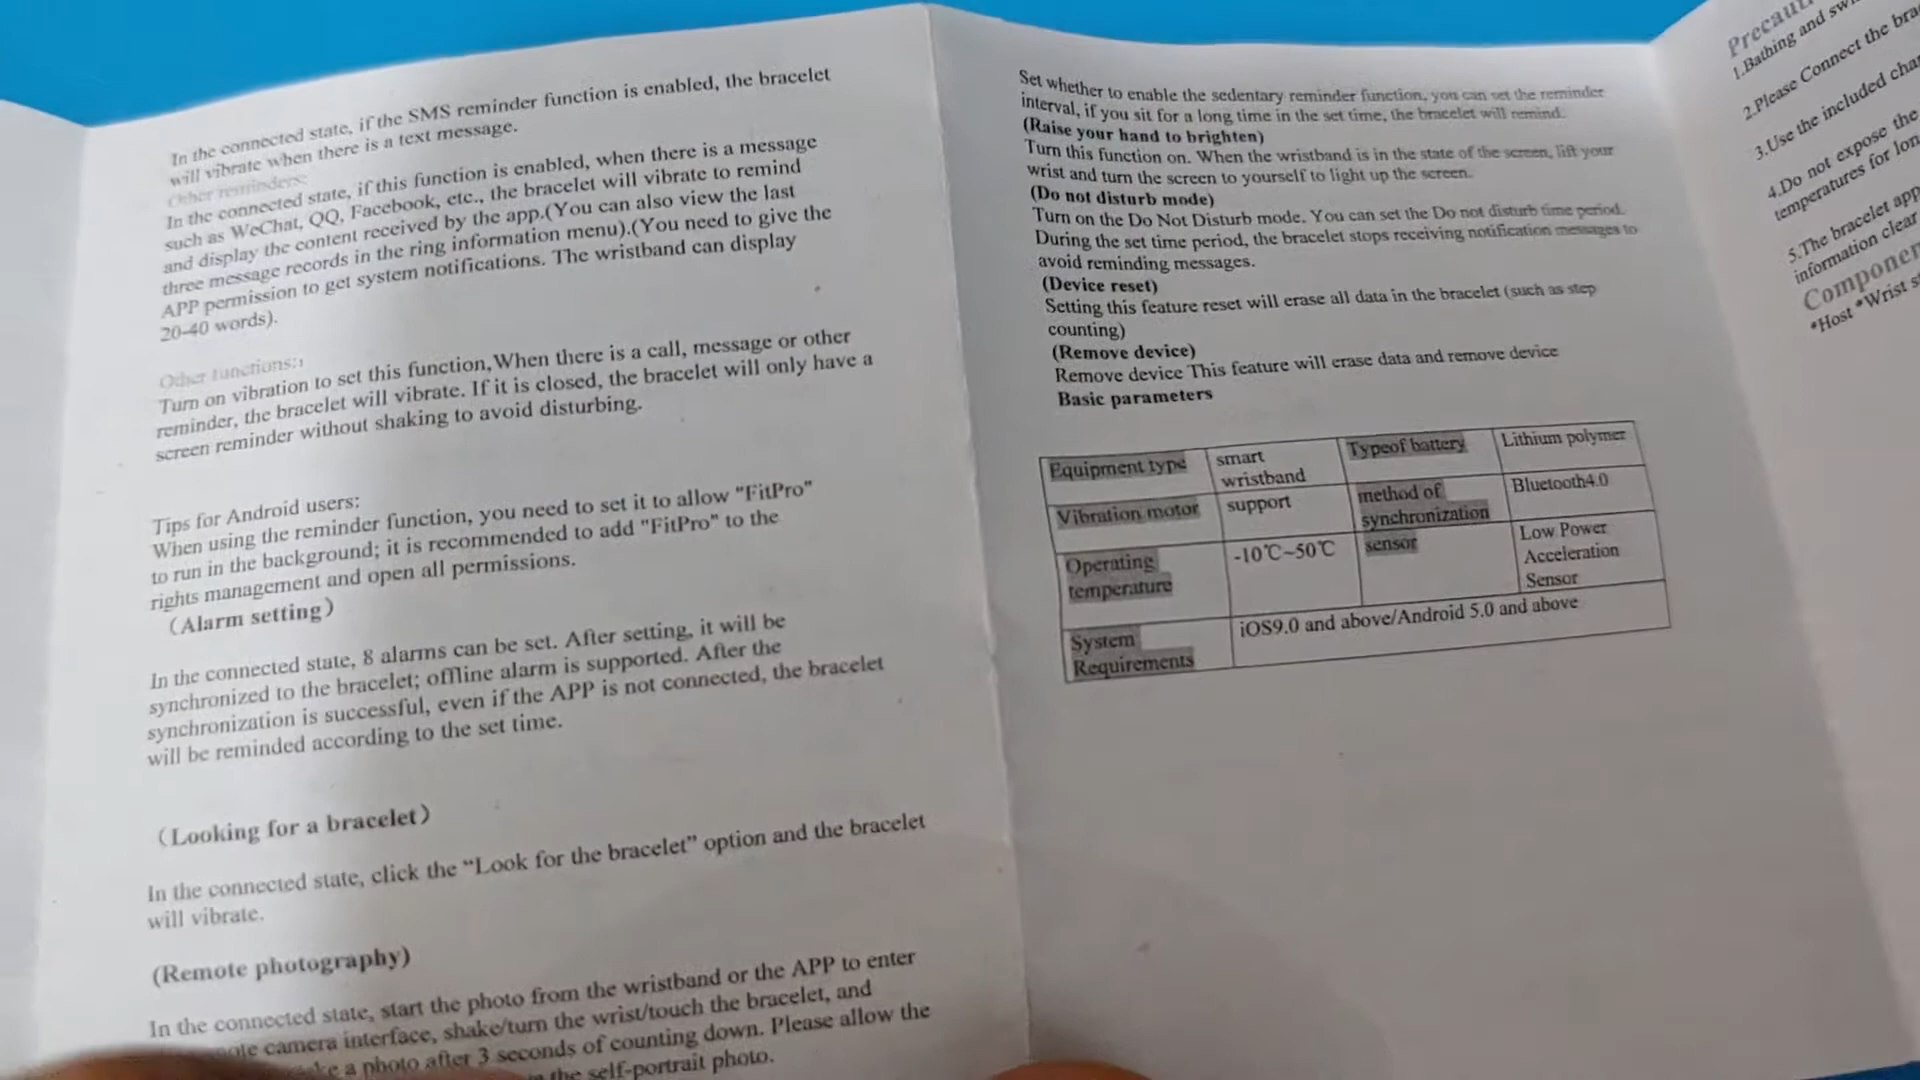 In the connected state, if the SMS reminder function is enabled, the bracelet
will vibrate when there is a text message.
Other reminders:
In the connected state, if this function is enabled, when there is a message
such as WeChat, QQ, Facebook, etc., the bracelet will vibrate to remind
and display the content received by the app.(You can also view the last
three message records in the ring information menu).(You need to give the
APP permission to get system notifications. The wristband can display
20-40 words).
Other functions:
Turn on vibration to set this function,When there is a call, message or other
reminder, the bracelet will vibrate. If it is closed, the bracelet will only have a
screen reminder without shaking to avoid disturbing.
Tips for Android users:
When using the reminder function, you need to set it to allow "FitPro"
to run in the background; it is recommended to add "FitPro" to the
rights management and open all permissions.
(Alarm setting)
In the connected state, 8 alarms can be set. After setting, it will be
synchronized to the bracelet; offline alarm is supported. After the
synchronization is successful, even if the APP is not connected, the bracelet
will be reminded according to the set time.
(Looking for a bracelet)
In the connected state, click the “Look for the bracelet” option and the bracelet
will vibrate.
(Remote photography)
In the connected state, start the photo from the wristband or the APP to enter
camera interface, shake/turn the wrist/touch the bracelet, and
a photo after 3 seconds of counting down. Please allow the
the self-portrait photo.
Set whether to enable the sedentary reminder function, you can set the reminder
interval, if you sit for a long time in the set time, the bracelet will remind.
(Raise your hand to brighten)
Turn this function on. When the wristband is in the state of the screen, lift your
wrist and turn the screen to yourself to light up the screen.
(Do not disturb mode)
Turn on the Do Not Disturb mode. You can set the Do not disturb time period.
During the set time period, the bracelet stops receiving notification messages to
avoid reminding messages.
(Device reset)
Setting this feature reset will erase all data in the bracelet (such as step
counting)
(Remove device)
Remove device This feature will erase data and remove device
Basic parameters
Equipment type smart wristband Typeof battery Lithium polymer
Vibration motor support method of synchronization Bluetooth4.0
Operating temperature -10℃~50℃ sensor Low Power Acceleration Sensor
System Requirements iOS9.0 and above/Android 5.0 and above
1.Bathing and
2.Please Connect the
3.Use the included
4.Do not expose the
temperatures for
5.The bracelet
information clear
*Host *Wrist